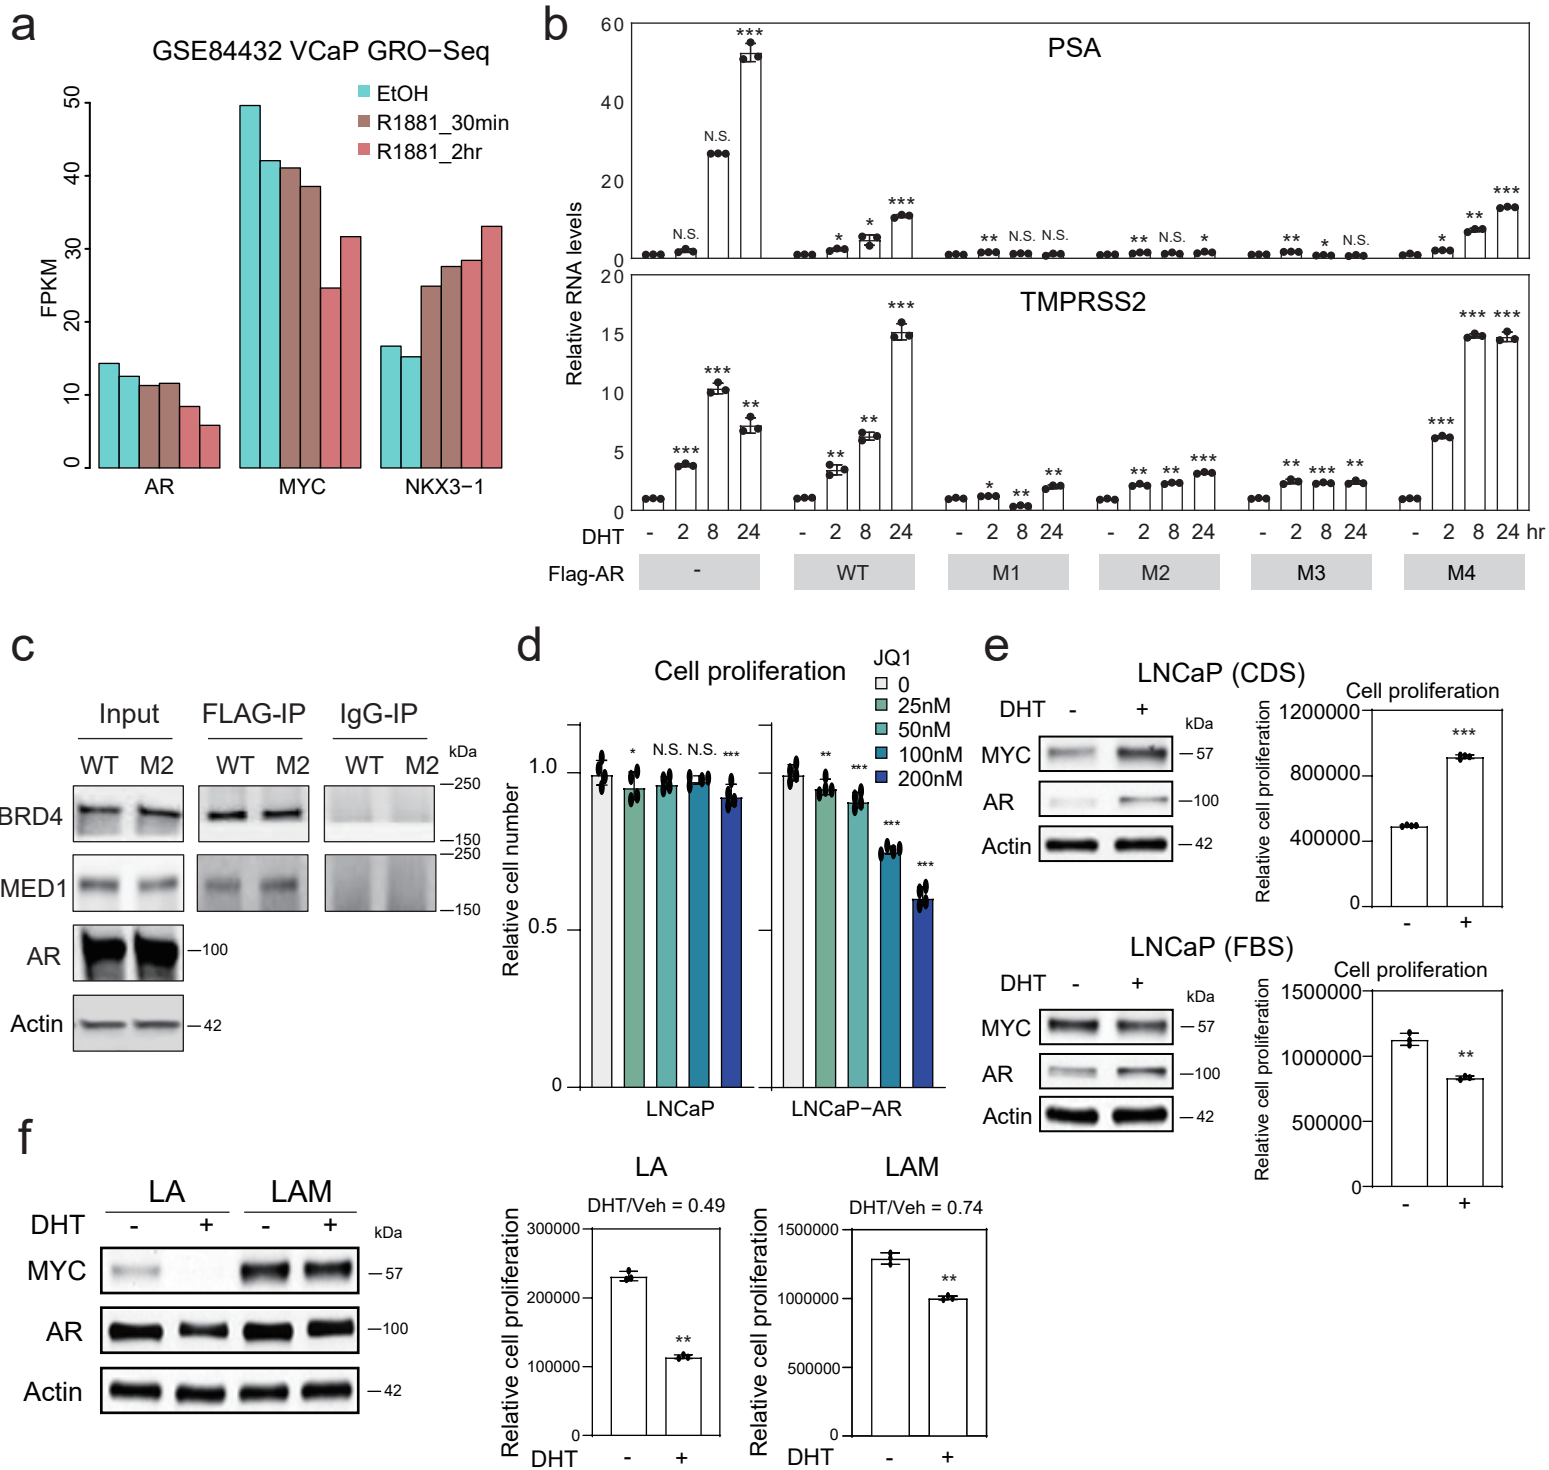 a
GSE84432 VCaP GRO−Seq
EtOH
R1881_30min
R1881_2hr
FPKM
50
40
30
20
10
0
AR MYC NKX3−1
b
PSA
60
40
20
0
*** N.S. N.S.
* * ***
** N.S. N.S.
** N.S. *
** * N.S.
* ** ***
Relative RNA levels
TMPRSS2
20
15
10
5
0
*** *** **
** ** ***
* ** **
** ** ***
** *** **
*** *** ***
DHT - 2 8 24 - 2 8 24 - 2 8 24 - 2 8 24 - 2 8 24 - 2 8 24 hr
Flag-AR - WT M1 M2 M3 M4
c
Input FLAG-IP IgG-IP
WT M2 WT M2 WT M2 kDa
BRD4 250
150
MED1 250
150
AR 100
Actin 42
d
Cell proliferation
JQ1
0
25nM
50nM
100nM
200nM
Relative cell number
1.0
0.5
0
* N.S. N.S. ***
** *** *** ***
LNCaP LNCaP−AR
e
LNCaP (CDS)
DHT - + kDa
MYC 57
AR 100
Actin 42
Cell proliferation
Relative cell proliferation
1200000
800000
400000
0
***
- +
LNCaP (FBS)
DHT - + kDa
MYC 57
AR 100
Actin 42
Cell proliferation
Relative cell proliferation
1500000
1000000
500000
0
**
- +
f
LA LAM
DHT - + - + kDa
MYC 57
AR 100
Actin 42
LA
DHT/Veh = 0.49
Relative cell proliferation
300000
200000
100000
0
**
DHT - +
LAM
DHT/Veh = 0.74
Relative cell proliferation
1500000
1000000
500000
0
**
DHT - +